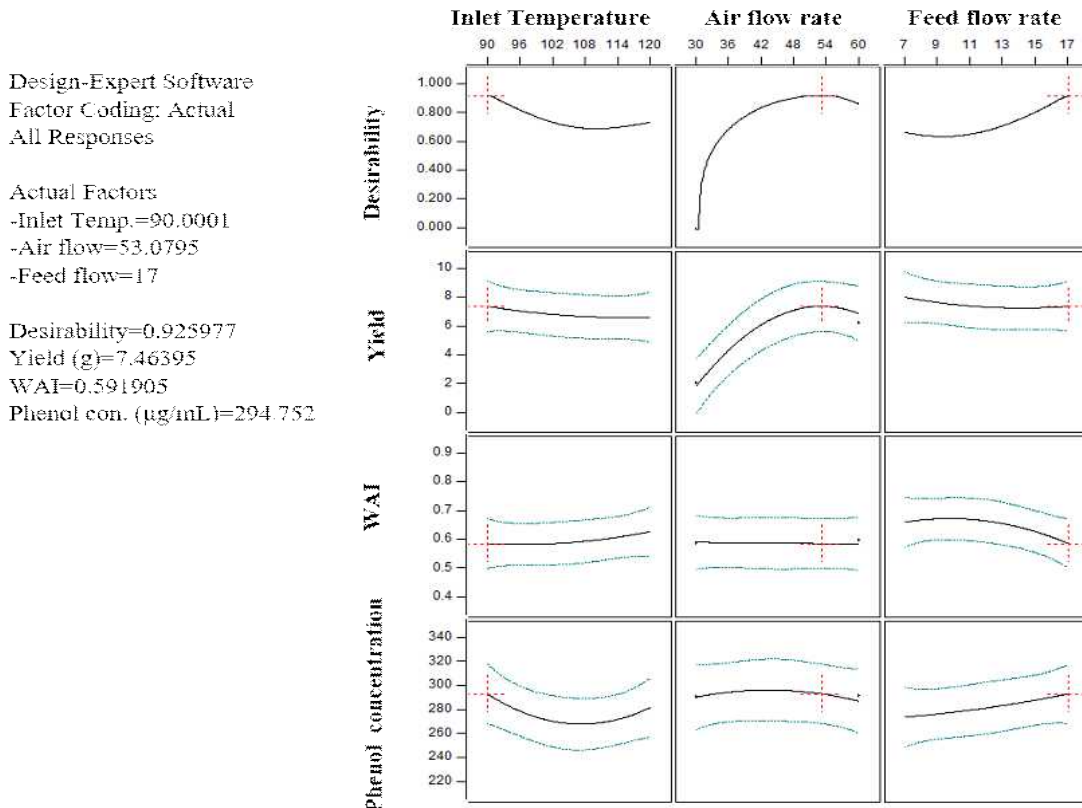 Inlet Temperature Air flow rate Feed flow rate
90 96 102 108 114 120 30 36 42 48 54 60 7 9 11 13 15 17
Design-Expert Software
Factor Coding: Actual
All Responses
Actual Factors
-Inlet Temp.=90.0001
-Air flow=53.0795
-Feed flow=17
Desirability=0.925977
Yield (g)=7.46395
WAI=0.591905
Phenol con. (μg/mL)=294.752
Desirability
1.000
0.800
0.600
0.400
0.200
0.000
Yield
10
8
6
4
2
0
WAI
0.9
0.8
0.7
0.6
0.5
0.4
Phenol concentration
340
320
300
280
260
240
220